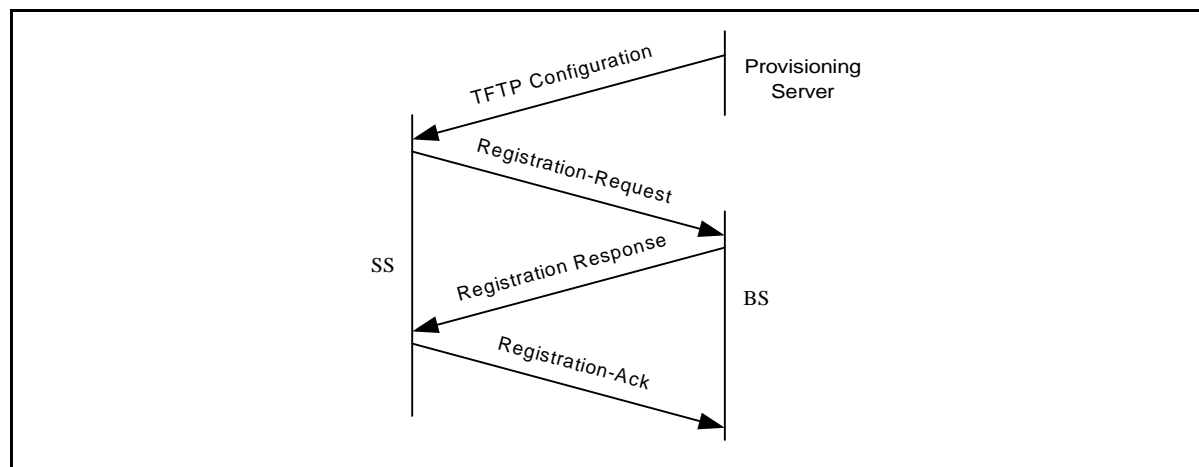 TFTP Configuration
Provisioning
Server
Registration-Request
Registration Response
SS
BS
Registration-Ack